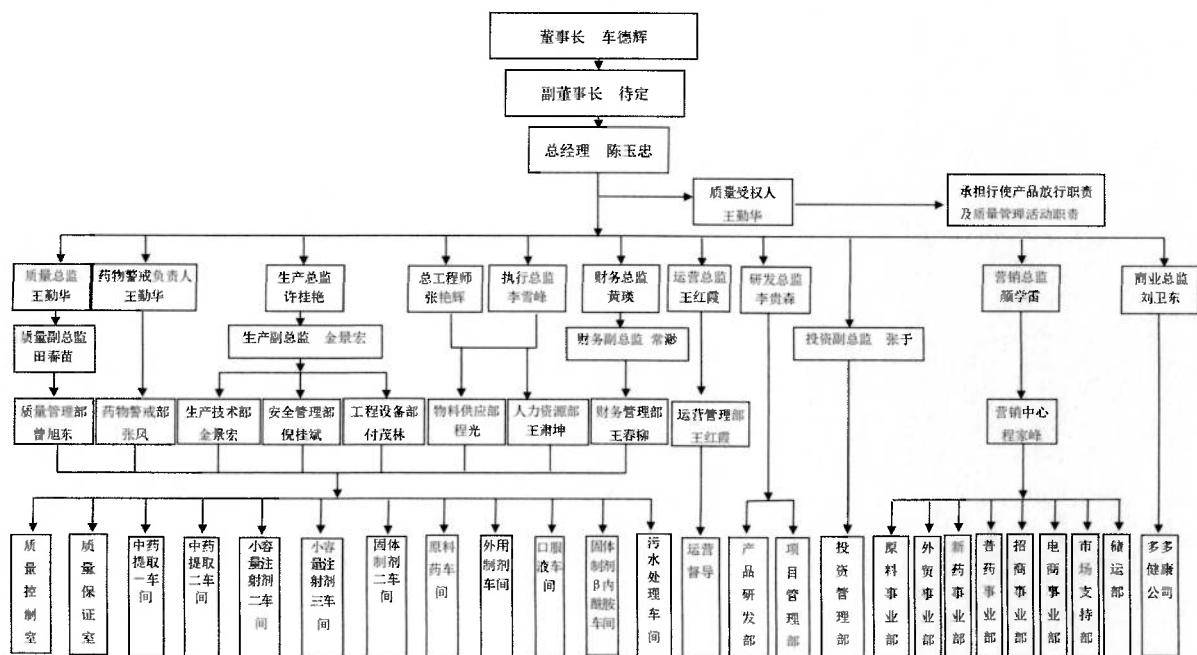 董事长 车德辉
副董事长 待定
总经理 陈玉忠
质量受权人
王勤华
承担行使产品放行职责
及质量管理活动职责
质量总监
王勤华
药物警戒负责人
王勤华
生产总监
许桂艳
总工程师
张艳辉
执行总监
李雪峰
财务总监
黄瑛
运营总监
王红霞
研发总监
李贵森
营销总监
颜学雷
商业总监
刘卫东
质量副总监
田春苗
生产副总监 金景宏
财务副总监 常渺
投资副总监 张于
质量管理部
曾旭东
药物警戒部
张风
生产技术部
金景宏
安全管理部
倪桂斌
工程设备部
付茂林
物料供应部
程光
人力资源部
王肃坤
财务管理部
王春柳
运营管理部
王红霞
营销中心
程家峰
质量控制室
质量保证室
中药
提取
一车
间
中药
提取
二车
间
小容
量注
射剂
二车
间
小容
量注
射剂
三车
间
固体
制剂
二车
间
原料
药车
间
外用
制剂
车间
口服
液车
间
固体
制剂
β内
酰胺
车间
污水处理车间
运营
督导
产品研发部
项目管理部
投资管理部
原料事业部
外贸事业部
新药事业部
普药事业部
招商事业部
电商事业部
市场支持部
储运部
多多
健康
公司